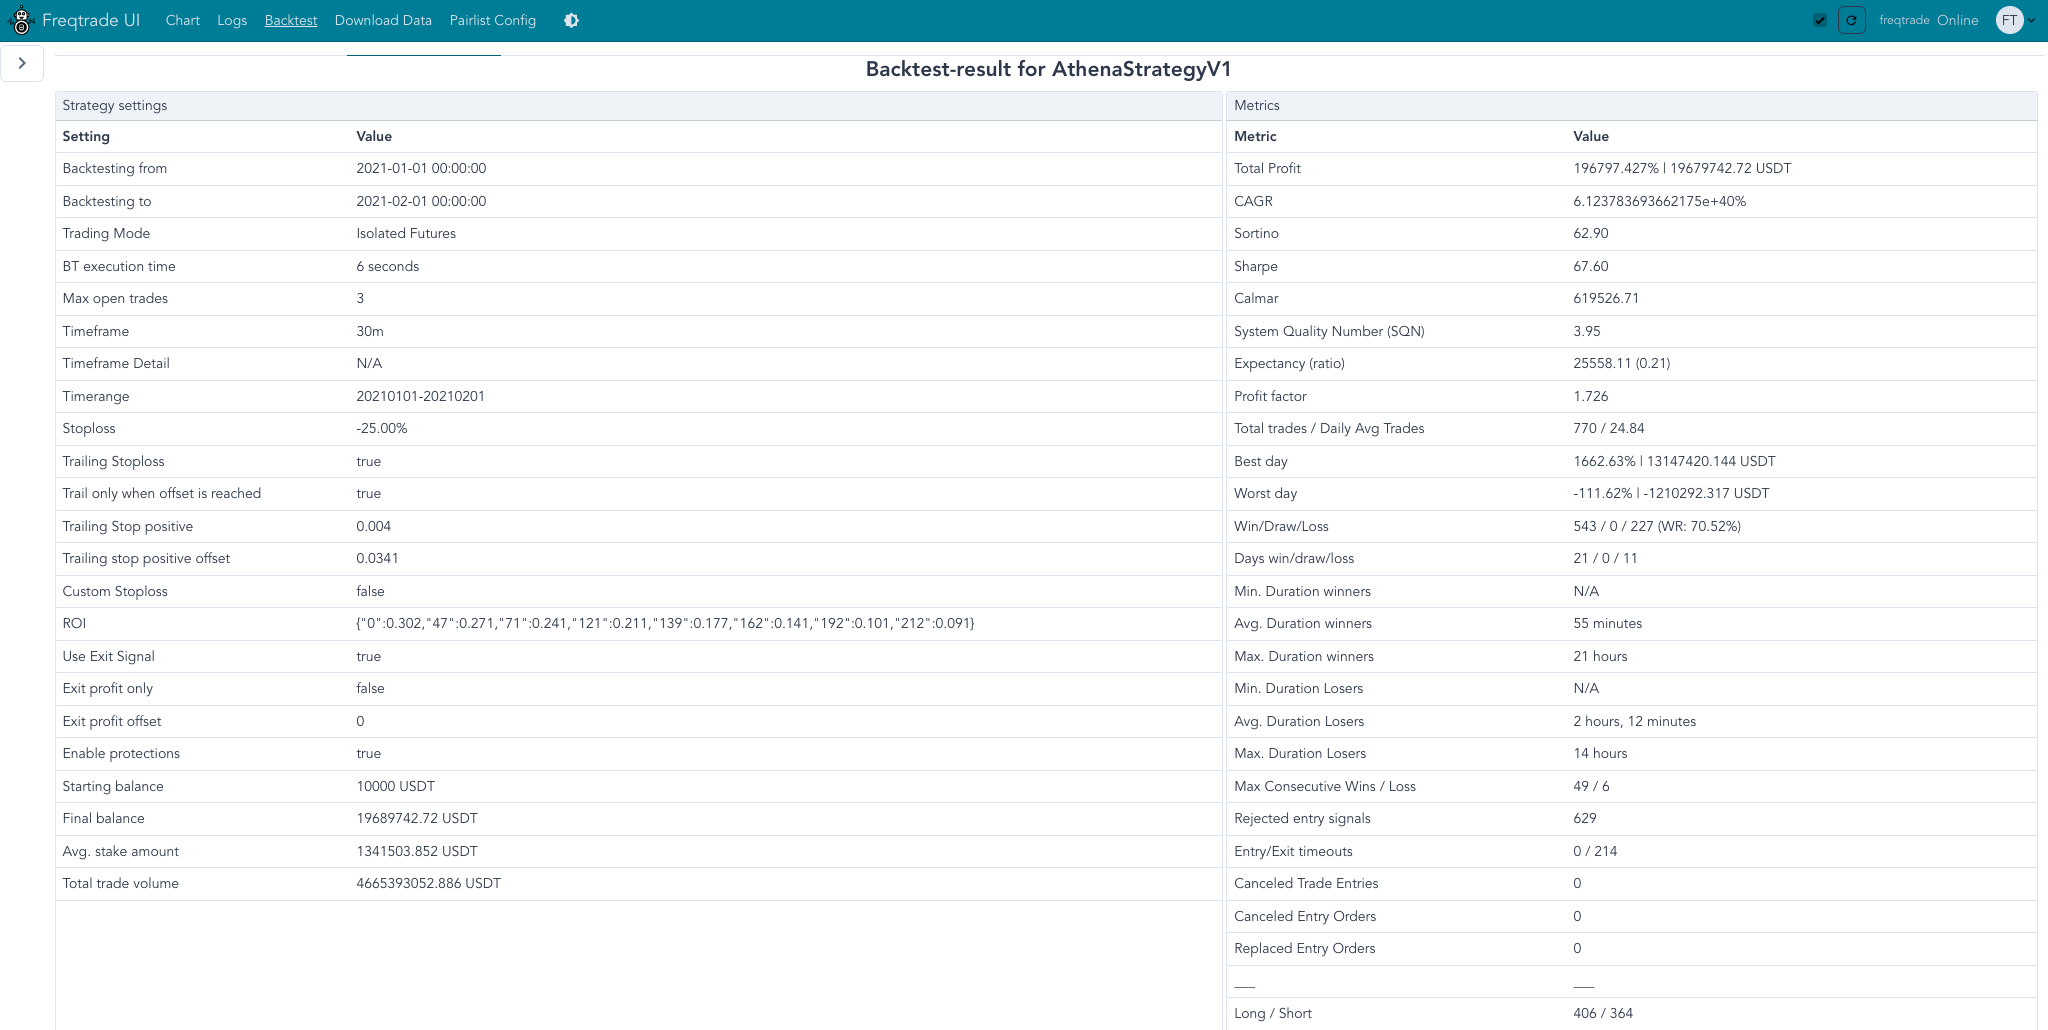 Freqtrade UI Chart Logs Backtest Download Data Pairlist Config freqtrade Online FT
Backtest-result for AthenaStrategyV1
Strategy settings
Setting Value
Backtesting from 2021-01-01 00:00:00
Backtesting to 2021-02-01 00:00:00
Trading Mode Isolated Futures
BT execution time 6 seconds
Max open trades 3
Timeframe 30m
Timeframe Detail N/A
Timerange 20210101-20210201
Stoploss -25.00%
Trailing Stoploss true
Trail only when offset is reached true
Trailing Stop positive 0.004
Trailing stop positive offset 0.0341
Custom Stoploss false
ROI {"0":0.302,"47":0.271,"71":0.241,"121":0.211,"139":0.177,"162":0.141,"192":0.101,"212":0.091}
Use Exit Signal true
Exit profit only false
Exit profit offset 0
Enable protections true
Starting balance 10000 USDT
Final balance 19689742.72 USDT
Avg. stake amount 1341503.852 USDT
Total trade volume 4665393052.886 USDT
Metrics
Metric Value
Total Profit 196797.427% | 19679742.72 USDT
CAGR 6.123783693662175e+40%
Sortino 62.90
Sharpe 67.60
Calmar 619526.71
System Quality Number (SQN) 3.95
Expectancy (ratio) 25558.11 (0.21)
Profit factor 1.726
Total trades / Daily Avg Trades 770 / 24.84
Best day 1662.63% | 13147420.144 USDT
Worst day -111.62% | -1210292.317 USDT
Win/Draw/Loss 543 / 0 / 227 (WR: 70.52%)
Days win/draw/loss 21 / 0 / 11
Min. Duration winners N/A
Avg. Duration winners 55 minutes
Max. Duration winners 21 hours
Min. Duration Losers N/A
Avg. Duration Losers 2 hours, 12 minutes
Max. Duration Losers 14 hours
Max Consecutive Wins / Loss 49 / 6
Rejected entry signals 629
Entry/Exit timeouts 0 / 214
Canceled Trade Entries 0
Canceled Entry Orders 0
Replaced Entry Orders 0
___ ___
Long / Short 406 / 364